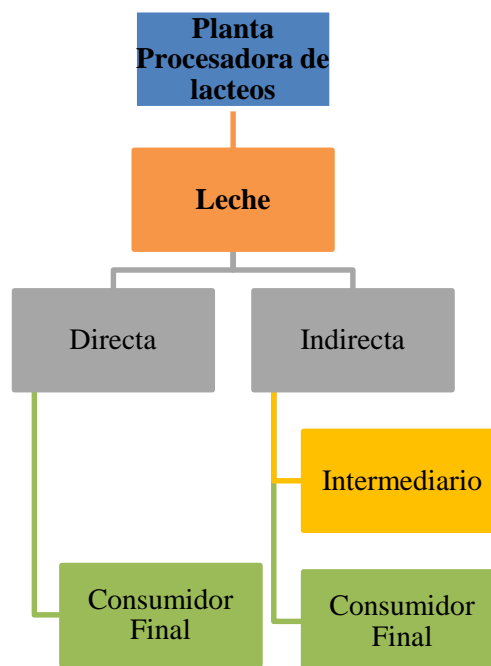 Planta
Procesadora de
lacteos
Leche
Directa
Indirecta
Intermediario
Consumidor
Final
Consumidor
Final